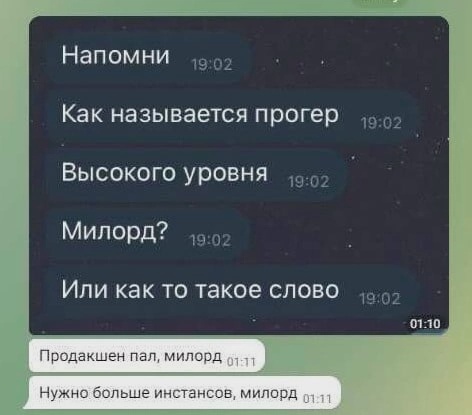 Напомни 19:02
Как называется прогер 19:02
Высокого уровня 19:02
Милорд? 19:02
Или как то такое слово 19:02
01:10
Продакшен пал, милорд 01:11
Нужно больше инстансов, милорд 01:11